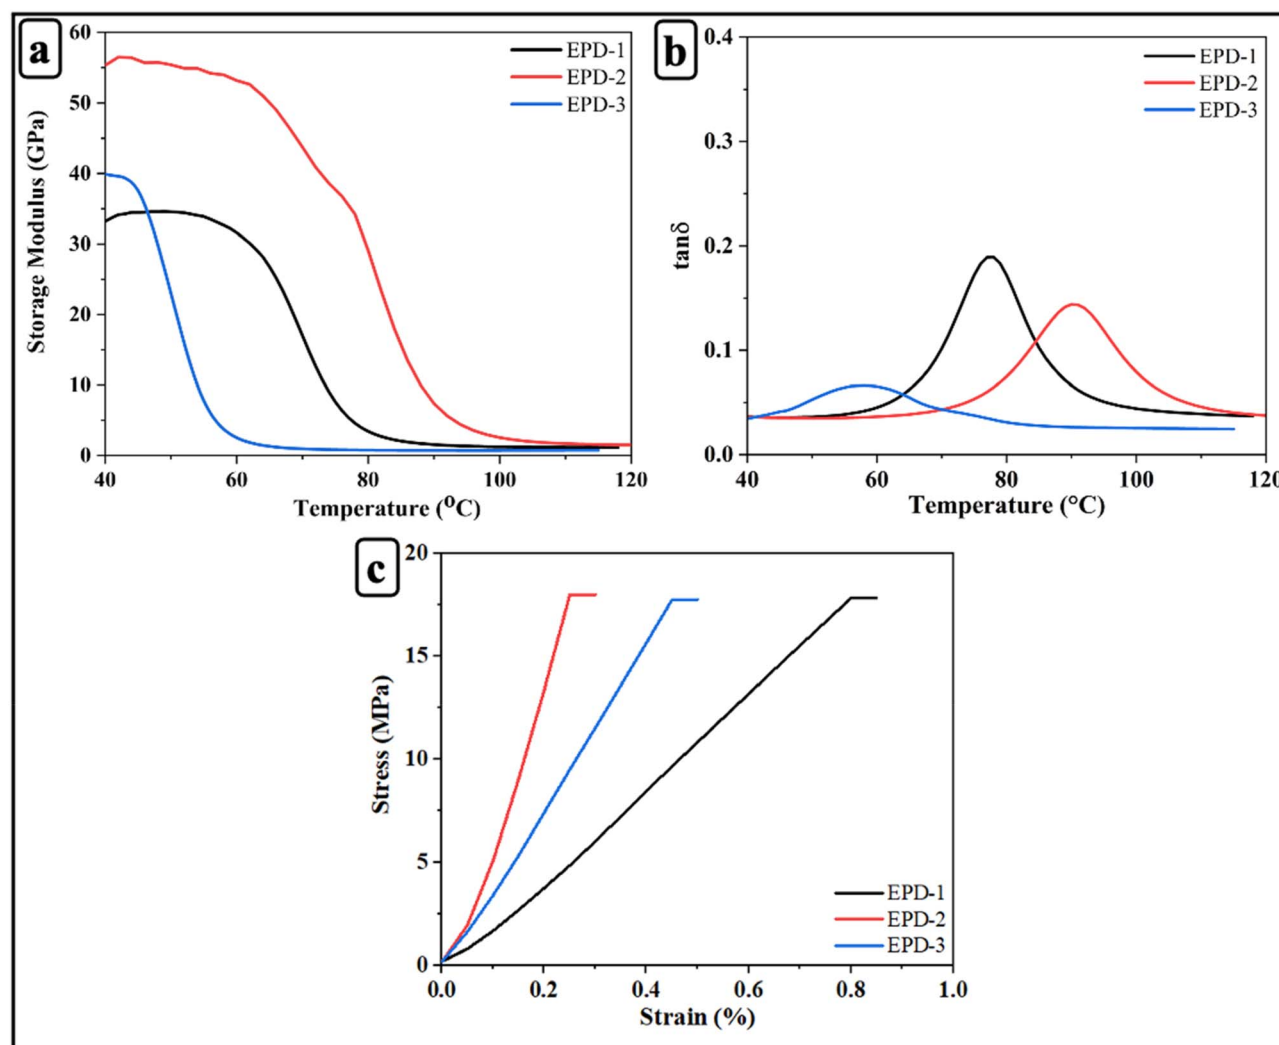 a
60
50
40
30
20
10
0
Storage Modulus (GPa)
EPD-1
EPD-2
EPD-3
40 60 80 100 120
Temperature (⁰C)
b
0.4
0.3
0.2
0.1
0.0
tanδ
EPD-1
EPD-2
EPD-3
40 60 80 100 120
Temperature (°C)
c
20
15
10
5
0
Stress (MPa)
EPD-1
EPD-2
EPD-3
0.0 0.2 0.4 0.6 0.8 1.0
Strain (%)